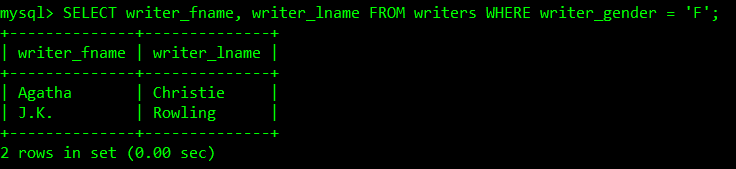 mysql> SELECT writer_fname, writer_lname FROM writers WHERE writer_gender = 'F';
+--------------+--------------+
| writer_fname | writer_lname |
+--------------+--------------+
| Agatha       | Christie     |
| J.K.         | Rowling      |
+--------------+--------------+
2 rows in set (0.00 sec)